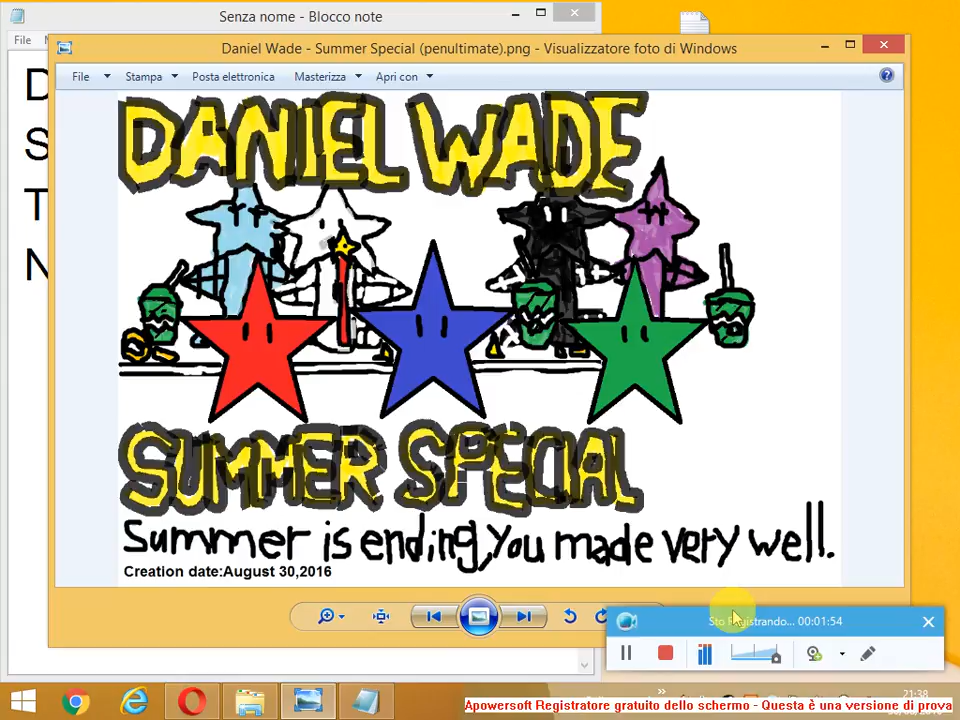 Senza nome - Blocco note
File
Daniel Wade - Summer Special (penultimate).png - Visualizzatore foto di Windows
File Stampa Posta elettronica Masterizza Apri con
D
S
T
N
DANIEL WADE
SUMMER SPECIAL
Summer is ending,you made very well.
Creation date:August 30,2016
Sto Registrando... 00:01:54
21:38
Apowersoft Registratore gratuito dello schermo - Questa è una versione di prova